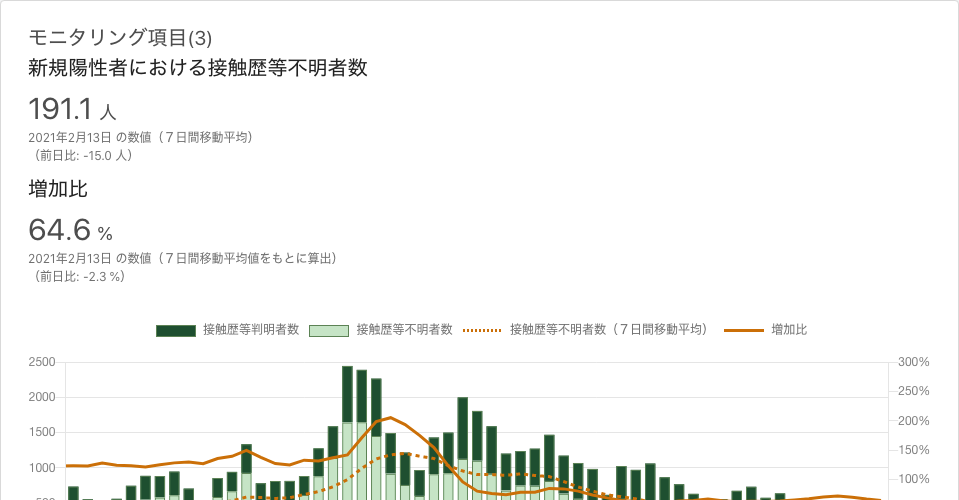 モニタリング項目(3)
新規陽性者における接触歴等不明者数
191.1 人
2021年2月13日 の数値（７日間移動平均）
（前日比: -15.0 人）
増加比
64.6 %
2021年2月13日 の数値（７日間移動平均値をもとに算出）
（前日比: -2.3 %）
接触歴等判明者数 接触歴等不明者数 接触歴等不明者数（７日間移動平均） 増加比
2500 300%
250%
2000
200%
1500
150%
1000
100%